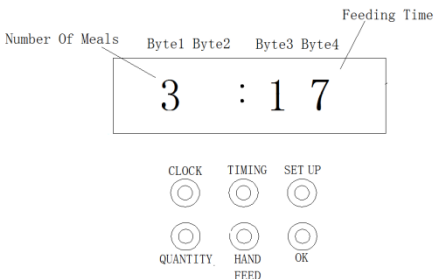 Feeding Time
Number Of Meals
Byte1 Byte2 Byte3 Byte4
3 : 1 7
CLOCK TIMING SET UP
QUANTITY HAND FEED OK